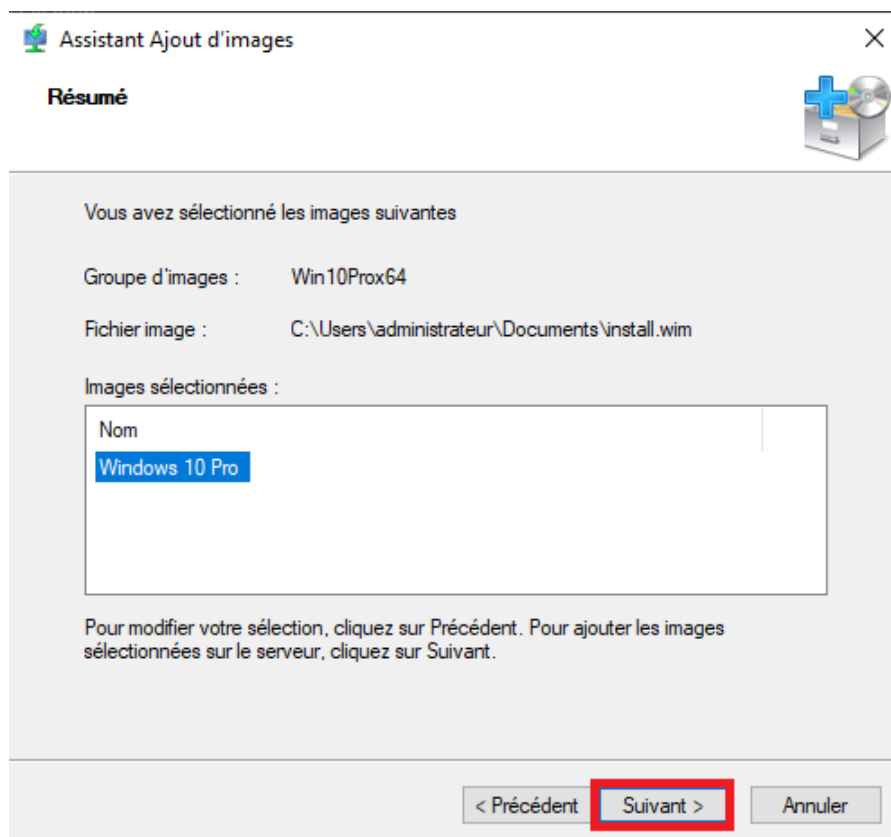 Assistant Ajout d'images
Résumé
Vous avez sélectionné les images suivantes
Groupe d'images : Win10Prox64
Fichier image : C:\Users\administrateur\Documents\install.wim
Images sélectionnées :
Nom
Windows 10 Pro
Pour modifier votre sélection, cliquez sur Précédent. Pour ajouter les images
sélectionnées sur le serveur, cliquez sur Suivant.
< Précédent Suivant > Annuler